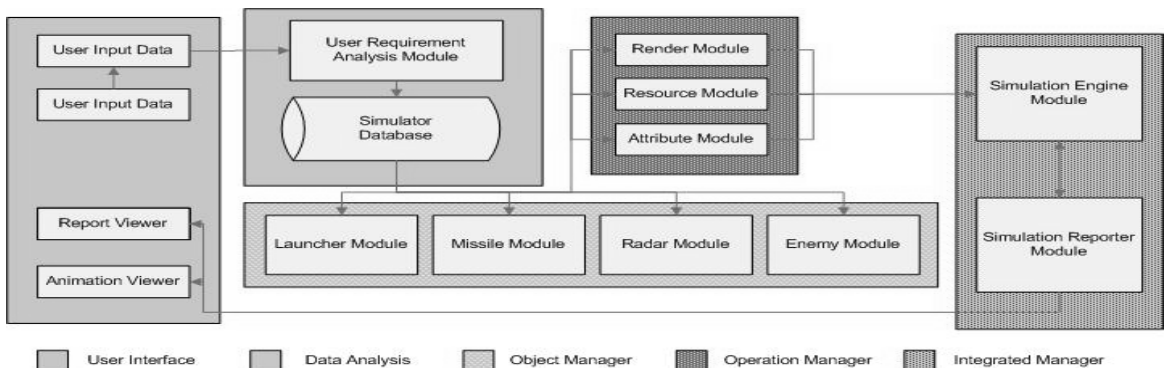 User Input Data
User Input Data
Report Viewer
Animation Viewer
User Requirement
Analysis Module
Simulator
Database
Render Module
Resource Module
Attribute Module
Launcher Module
Missile Module
Radar Module
Enemy Module
Simulation Engine
Module
Simulation Reporter
Module
User Interface
Data Analysis
Object Manager
Operation Manager
Integrated Manager